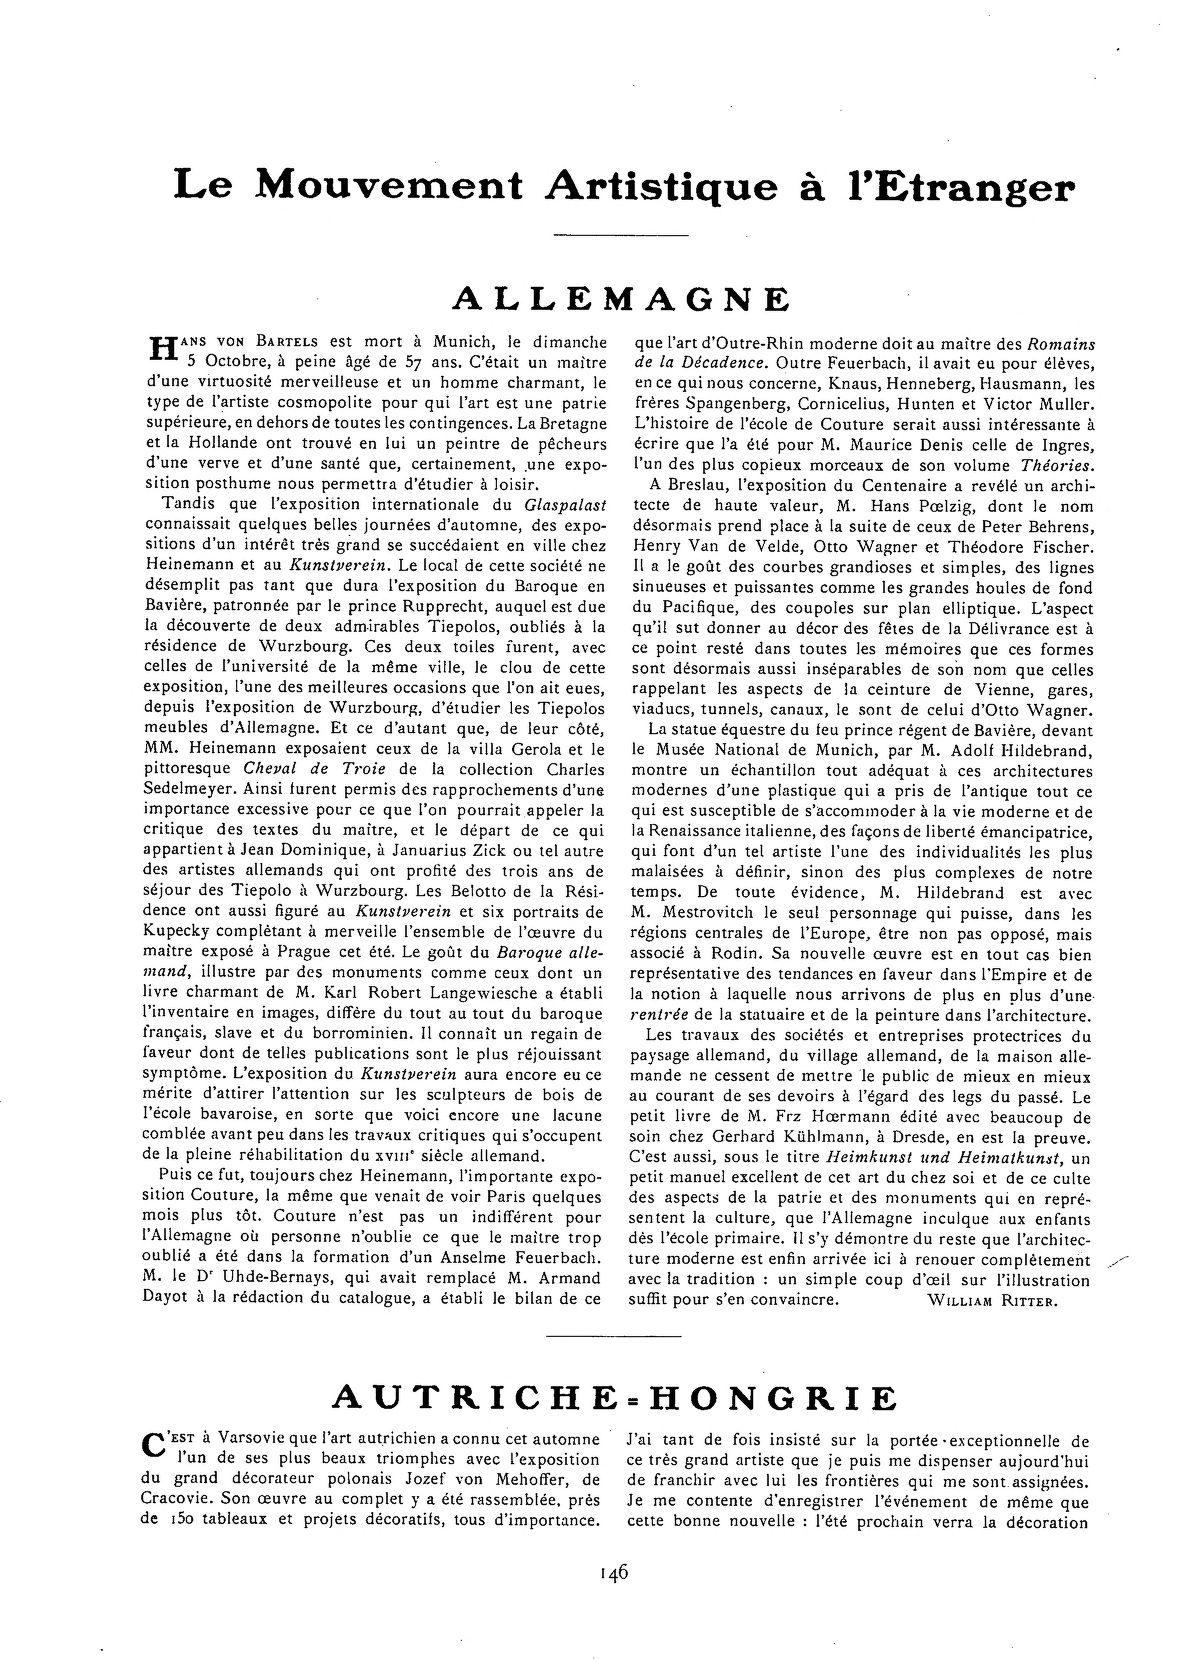 Le Mouvement Artistique à l'Etranger
ALLEMAGNE
HANS VON BARTELS est mort à Munich, le dimanche
5 Octobre, à peine âgé de 57 ans. C'était un maître
d'une virtuosité merveilleuse et un homme charmant, le
type de l'artiste cosmopolite pour qui l'art est une patrie
supérieure, en dehors de toutes les contingences. La Bretagne
et la Hollande ont trouvé en lui un peintre de pêcheurs
d'une verve et d'une santé que, certainement, une expo-
sition posthume nous permettra d'étudier à loisir.
Tandis que l'exposition internationale du Glaspalast
connaissait quelques belles journées d'automne, des expo-
sitions d'un intérêt très grand se succédaient en ville chez
Heinemann et au Kunstverein. Le local de cette société ne
désemplit pas tant que dura l'exposition du Baroque en
Bavière, patronnée par le prince Rupprecht, auquel est due
la découverte de deux admirables Tiepolos, oubliés à la
résidence de Wurzbourg. Ces deux toiles furent, avec
celles de l'université de la même ville, le clou de cette
exposition, l'une des meilleures occasions que l'on ait eues,
depuis l'exposition de Wurzbourg, d'étudier les Tiepolos
meubles d'Allemagne. Et ce d'autant que, de leur côté,
MM. Heinemann exposaient ceux de la villa Gerola et le
pittoresque Cheval de Troie de la collection Charles
Sedelmeyer. Ainsi furent permis des rapprochements d'une
importance excessive pour ce que l'on pourrait appeler la
critique des textes du maître, et le départ de ce qui
appartient à Jean Dominique, à Januarius Zick ou tel autre
des artistes allemands qui ont profité des trois ans de
séjour des Tiepolo à Wurzbourg. Les Belotto de la Rési-
dence ont aussi figuré au Kunstverein et six portraits de
Kupecky complètant à merveille l'ensemble de l'œuvre du
maître exposé à Prague cet été. Le goût du Baroque alle-
mand, illustre par des monuments comme ceux dont un
livre charmant de M. Karl Robert Langewiesche a établi
l'inventaire en images, diffère du tout au tout du baroque
français, slave et du borrominien. Il connaît un regain de
faveur dont de telles publications sont le plus réjouissant
symptôme. L'exposition du Kunstverein aura encore eu ce
mérite d'attirer l'attention sur les sculpteurs de bois de
l'école bavaroise, en sorte que voici encore une lacune
comblée avant peu dans les travaux critiques qui s'occupent
de la pleine réhabilitation du XVIIIe siècle allemand.
Puis ce fut, toujours chez Heinemann, l'importante expo-
sition Couture, la même que venait de voir Paris quelques
mois plus tôt. Couture n'est pas un indifférent pour
l'Allemagne où personne n'oublie ce que le maître trop
oublié a été dans la formation d'un Anselme Feuerbach.
M. le Dr Uhde-Bernays, qui avait remplacé M. Armand
Dayot à la rédaction du catalogue, a établi le bilan de ce
que l'art d'Outre-Rhin moderne doit au maître des Romains
de la Décadence. Outre Feuerbach, il avait eu pour élèves,
en ce qui nous concerne, Knaus, Henneberg, Hausmann, les
frères Spangenberg, Cornicelius, Hunten et Victor Muller.
L'histoire de l'école de Couture serait aussi intéressante à
écrire que l'a été pour M. Maurice Denis celle de Ingres,
l'un des plus copieux morceaux de son volume Théories.
A Breslau, l'exposition du Centenaire a revélé un archi-
tecte de haute valeur, M. Hans Pœlzig, dont le nom
désormais prend place à la suite de ceux de Peter Behrens,
Henry Van de Velde, Otto Wagner et Théodore Fischer.
Il a le goût des courbes grandioses et simples, des lignes
sinueuses et puissantes comme les grandes houles de fond
du Pacifique, des coupoles sur plan elliptique. L'aspect
qu'il sut donner au décor des fêtes de la Délivrance est à
ce point resté dans toutes les mémoires que ces formes
sont désormais aussi inséparables de son nom que celles
rappelant les aspects de la ceinture de Vienne, gares,
viaducs, tunnels, canaux, le sont de celui d'Otto Wagner.
La statue équestre du feu prince régent de Bavière, devant
le Musée National de Munich, par M. Adolf Hildebrand,
montre un échantillon tout adéquat à ces architectures
modernes d'une plastique qui a pris de l'antique tout ce
qui est susceptible de s'accommoder à la vie moderne et de
la Renaissance italienne, des façons de liberté émancipatrice,
qui font d'un tel artiste l'une des individualités les plus
malaisées à définir, sinon des plus complexes de notre
temps. De toute évidence, M. Hildebrand est avec
M. Mestrovitch le seul personnage qui puisse, dans les
régions centrales de l'Europe, être non pas opposé, mais
associé à Rodin. Sa nouvelle œuvre est en tout cas bien
représentative des tendances en faveur dans l'Empire et de
la notion à laquelle nous arrivons de plus en plus d'une
rentrée de la statuaire et de la peinture dans l'architecture.
Les travaux des sociétés et entreprises protectrices du
paysage allemand, du village allemand, de la maison alle-
mande ne cessent de mettre le public de mieux en mieux
au courant de ses devoirs à l'égard des legs du passé. Le
petit livre de M. Frz Hœrmann édité avec beaucoup de
soin chez Gerhard Kühlmann, à Dresde, en est la preuve.
C'est aussi, sous le titre Heimkunst und Heimatkunst, un
petit manuel excellent de cet art du chez soi et de ce culte
des aspects de la patrie et des monuments qui en repré-
sentent la culture, que l'Allemagne inculque aux enfants
dès l'école primaire. Il s'y démontre du reste que l'architec-
ture moderne est enfin arrivée ici à renouer complètement
avec la tradition : un simple coup d'œil sur l'illustration
suffit pour s'en convaincre. WILLIAM RITTER.
AUTRICHE=HONGRIE
C'EST à Varsovie que l'art autrichien a connu cet automne
l'un de ses plus beaux triomphes avec l'exposition
du grand décorateur polonais Jozef von Mehoffer, de
Cracovie. Son œuvre au complet y a été rassemblée, prés
de 150 tableaux et projets décoratifs, tous d'importance.
J'ai tant de fois insisté sur la portée exceptionnelle de
ce très grand artiste que je puis me dispenser aujourd'hui
de franchir avec lui les frontières qui me sont assignées.
Je me contente d'enregistrer l'événement de même que
cette bonne nouvelle : l'été prochain verra la décoration
146